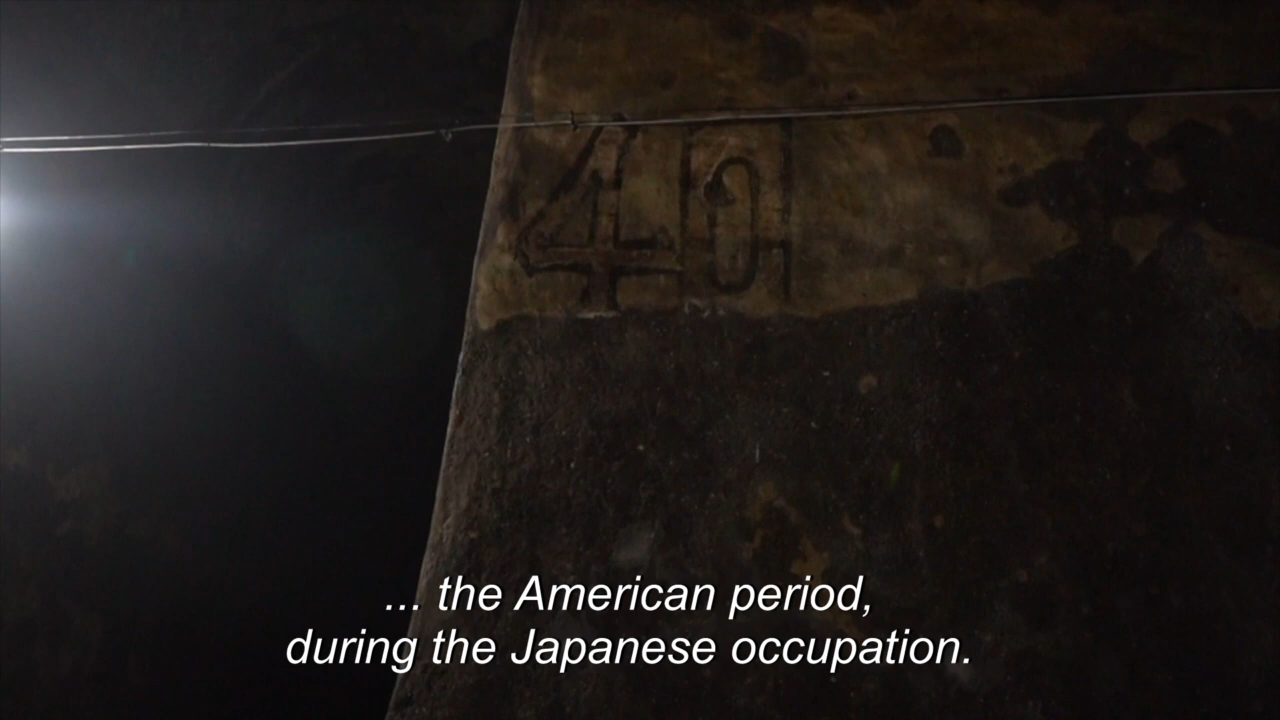 40
... the American period,
during the Japanese occupation.